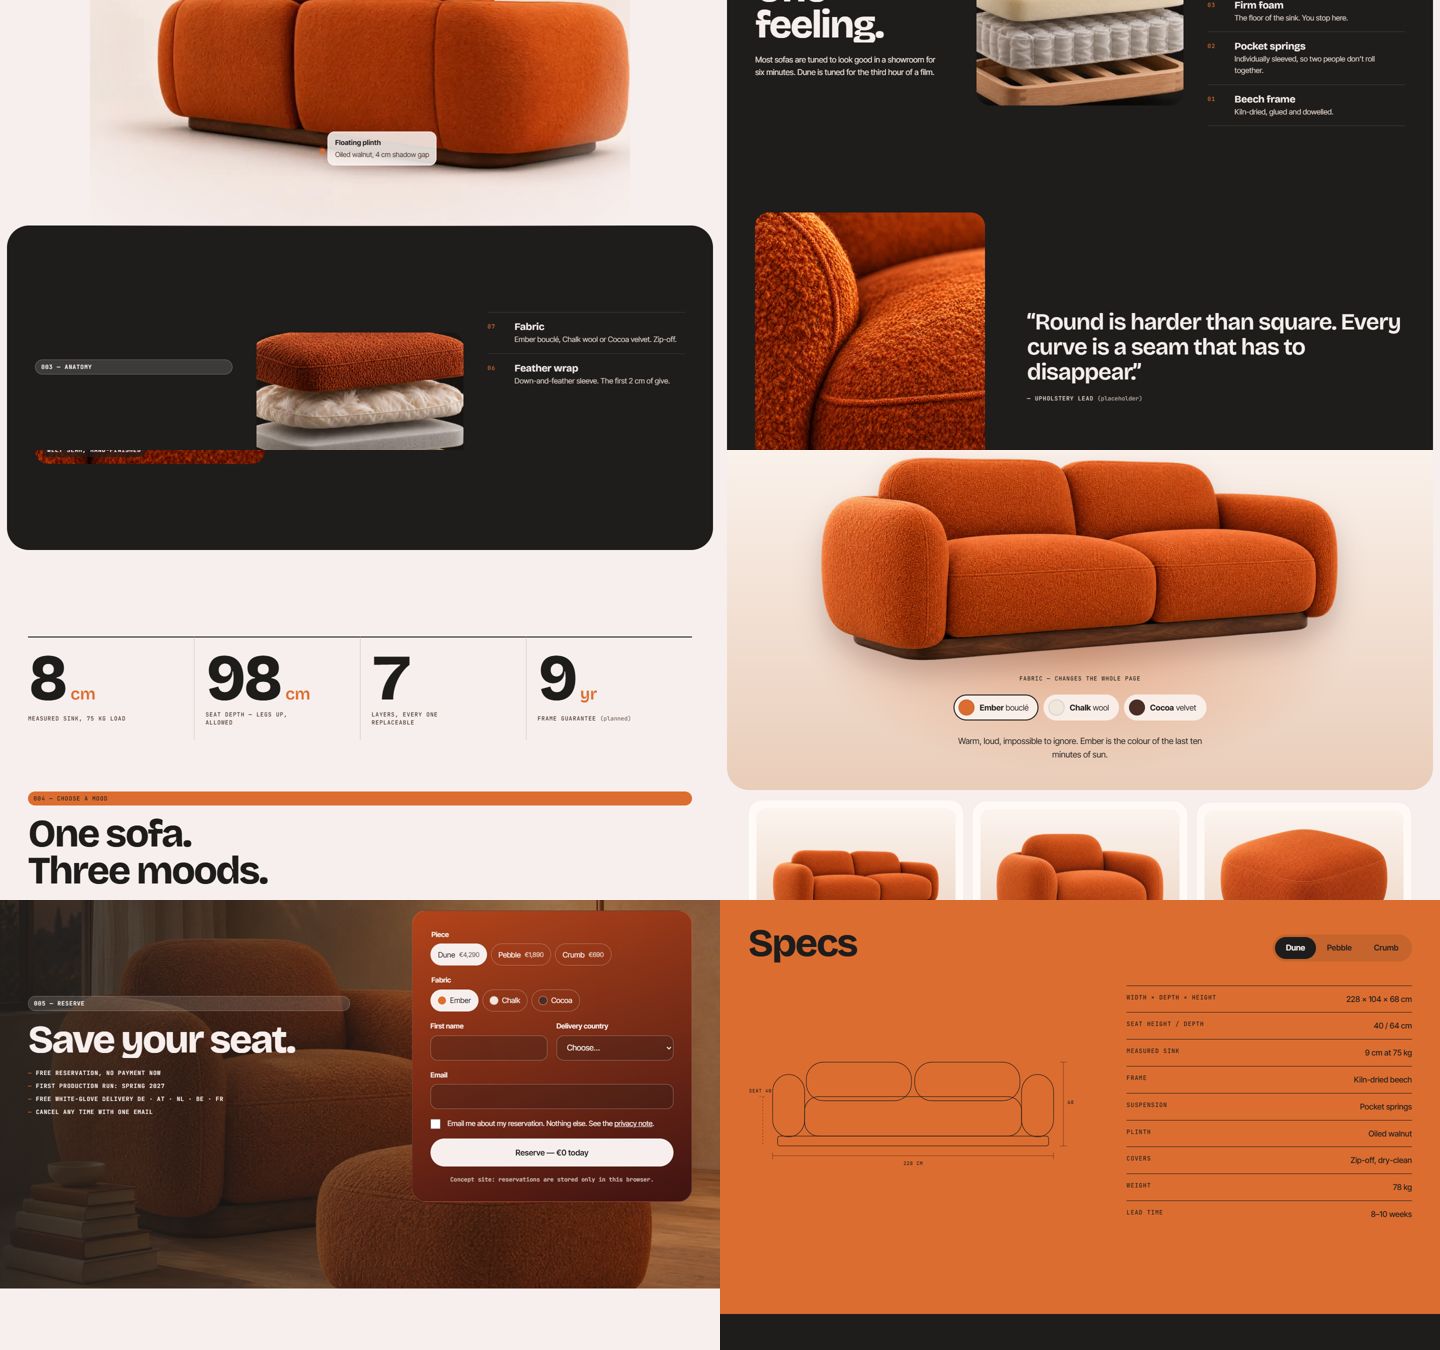 Floating plinth
Oiled walnut, 4 cm shadow gap
003 — ANATOMY
07 Fabric
Ember bouclé, Chalk wool or Cocoa velvet. Zip-off.
06 Feather wrap
Down-and-feather sleeve. The first 2 cm of give.
feeling.
Most sofas are tuned to look good in a showroom for
six minutes. Dune is tuned for the third hour of a film.
03 Firm foam
The floor of the sink. You stop here.
02 Pocket springs
Individually sleeved, so two people don't roll
together.
01 Beech frame
Kiln-dried, glued and dowelled.
“Round is harder than square. Every
curve is a seam that has to
disappear.”
— UPHOLSTERY LEAD (placeholder)
8 cm
MEASURED SINK, 75 KG LOAD
98 cm
SEAT DEPTH — LEGS UP,
ALLOWED
7
LAYERS, EVERY ONE
REPLACEABLE
9 yr
FRAME GUARANTEE (planned)
004 — CHOOSE A MOOD
One sofa.
Three moods.
FABRIC — CHANGES THE WHOLE PAGE
Ember bouclé
Chalk wool
Cocoa velvet
Warm, loud, impossible to ignore. Ember is the colour of the last ten
minutes of sun.
005 — RESERVE
Save your seat.
— FREE RESERVATION, NO PAYMENT NOW
— FIRST PRODUCTION RUN: SPRING 2027
— FREE WHITE-GLOVE DELIVERY DE · AT · NL · BE · FR
— CANCEL ANY TIME WITH ONE EMAIL
Piece
Dune €4,290
Pebble €1,890
Crumb €690
Fabric
Ember
Chalk
Cocoa
First name
Delivery country
Choose...
Email
Email me about my reservation. Nothing else. See the privacy note.
Reserve — €0 today
Concept site: reservations are stored only in this browser.
Specs
Dune
Pebble
Crumb
WIDTH × DEPTH × HEIGHT 228 × 104 × 68 cm
SEAT HEIGHT / DEPTH 40 / 64 cm
MEASURED SINK 9 cm at 75 kg
FRAME Kiln-dried beech
SUSPENSION Pocket springs
PLINTH Oiled walnut
COVERS Zip-off, dry-clean
WEIGHT 78 kg
LEAD TIME 8–10 weeks
SEAT 40
68
228 CM